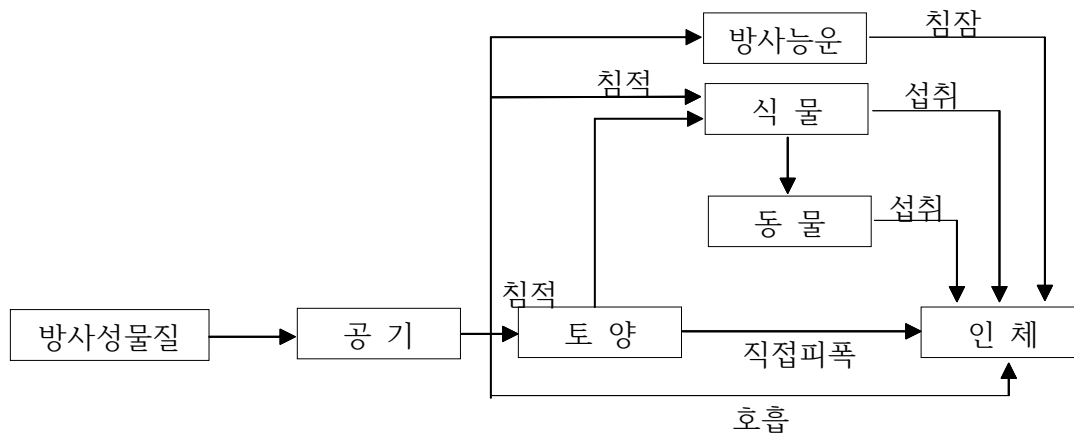 방사능운
침잠
침적
식 물
섭취
동 물
섭취
침적
방사성물질
공 기
토 양
인 체
직접피폭
호흡